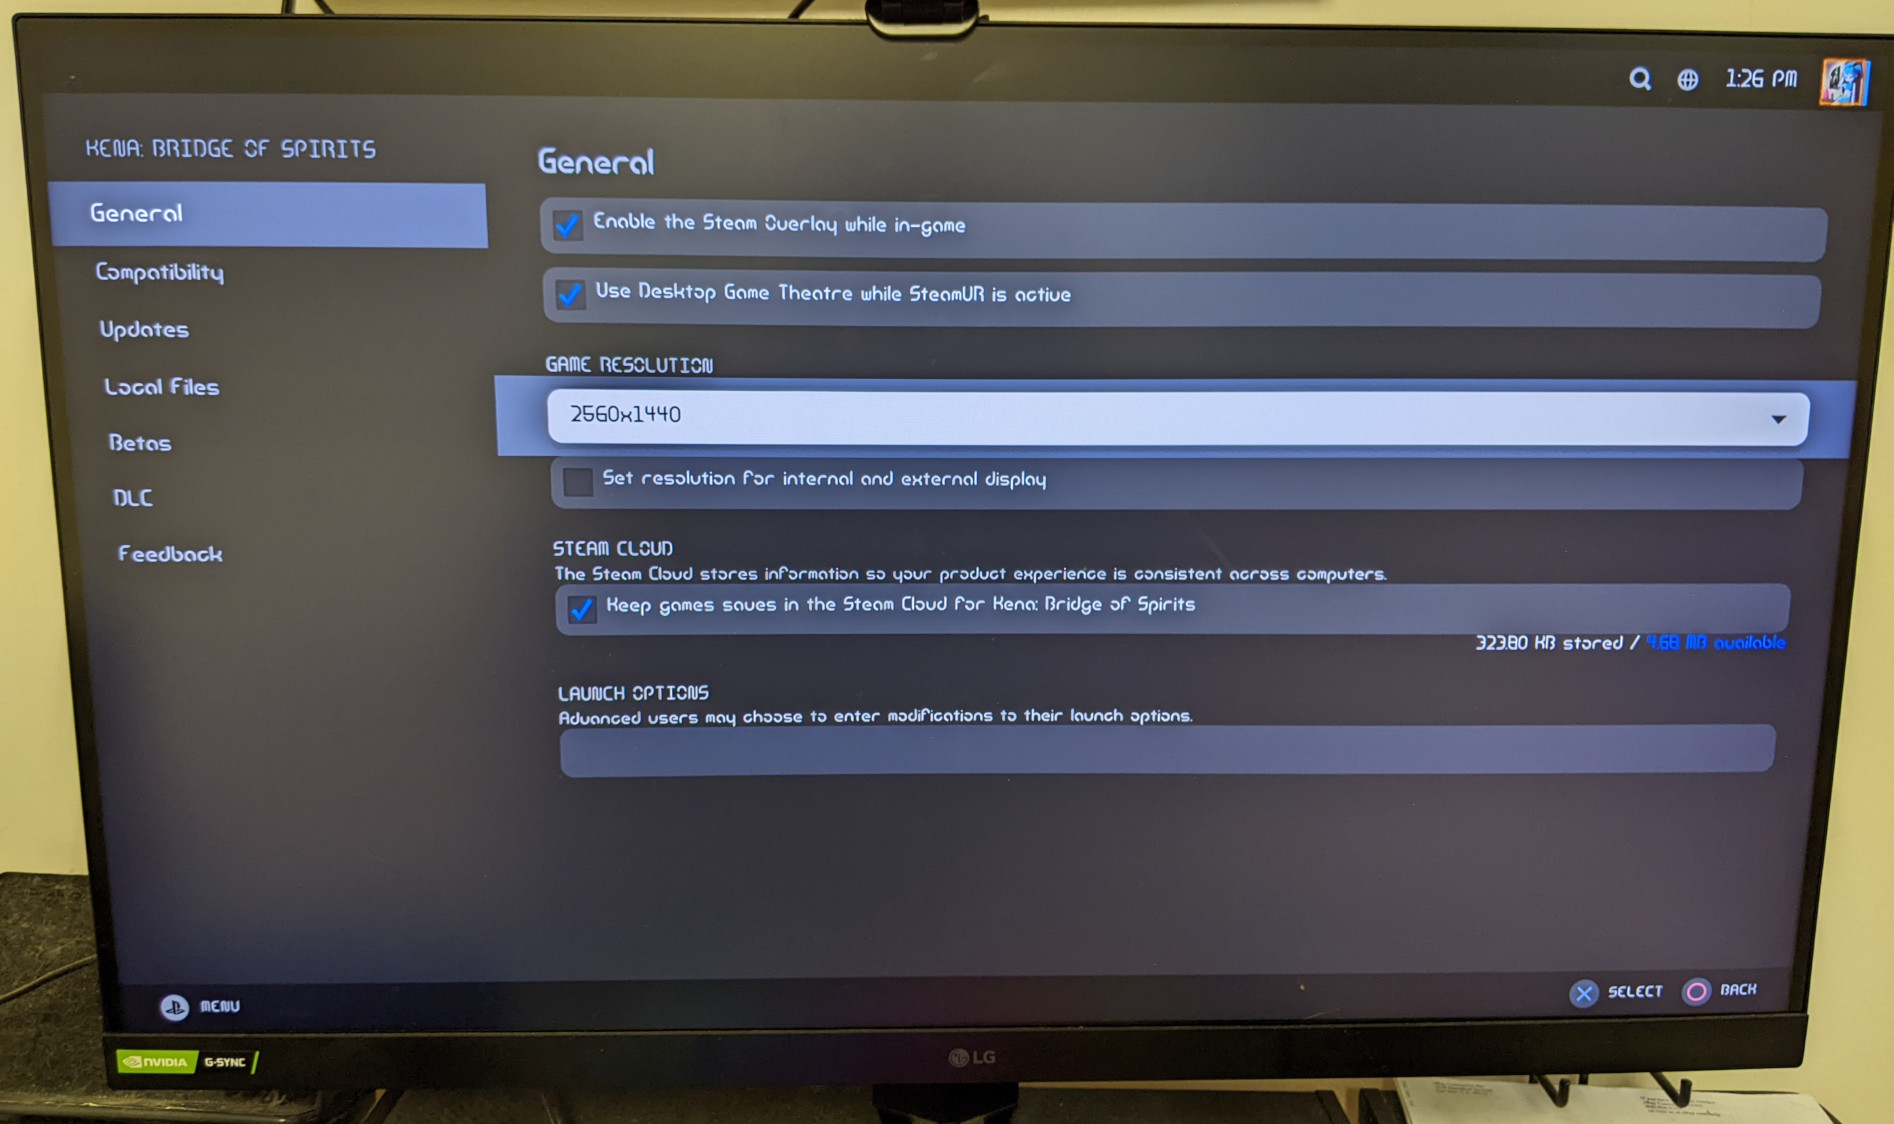 1:26 PM
KENA: BRIDGE OF SPIRITS
General
Compatibility
Updates
Local Files
Betas
DLC
Feedback
General
Enable the Steam Overlay while in-game
Use Desktop Game Theatre while SteamVR is active
GAME RESOLUTION
2560x1440
Set resolution for internal and external display
STEAM CLOUD
The Steam Cloud stores information so your product experience is consistent across computers.
Keep games saves in the Steam Cloud for Kena: Bridge of Spirits
323.80 KB stored / 4.68 MB available
LAUNCH OPTIONS
Advanced users may choose to enter modifications to their launch options.
MENU
SELECT
BACK
NVIDIA G-SYNC
LG